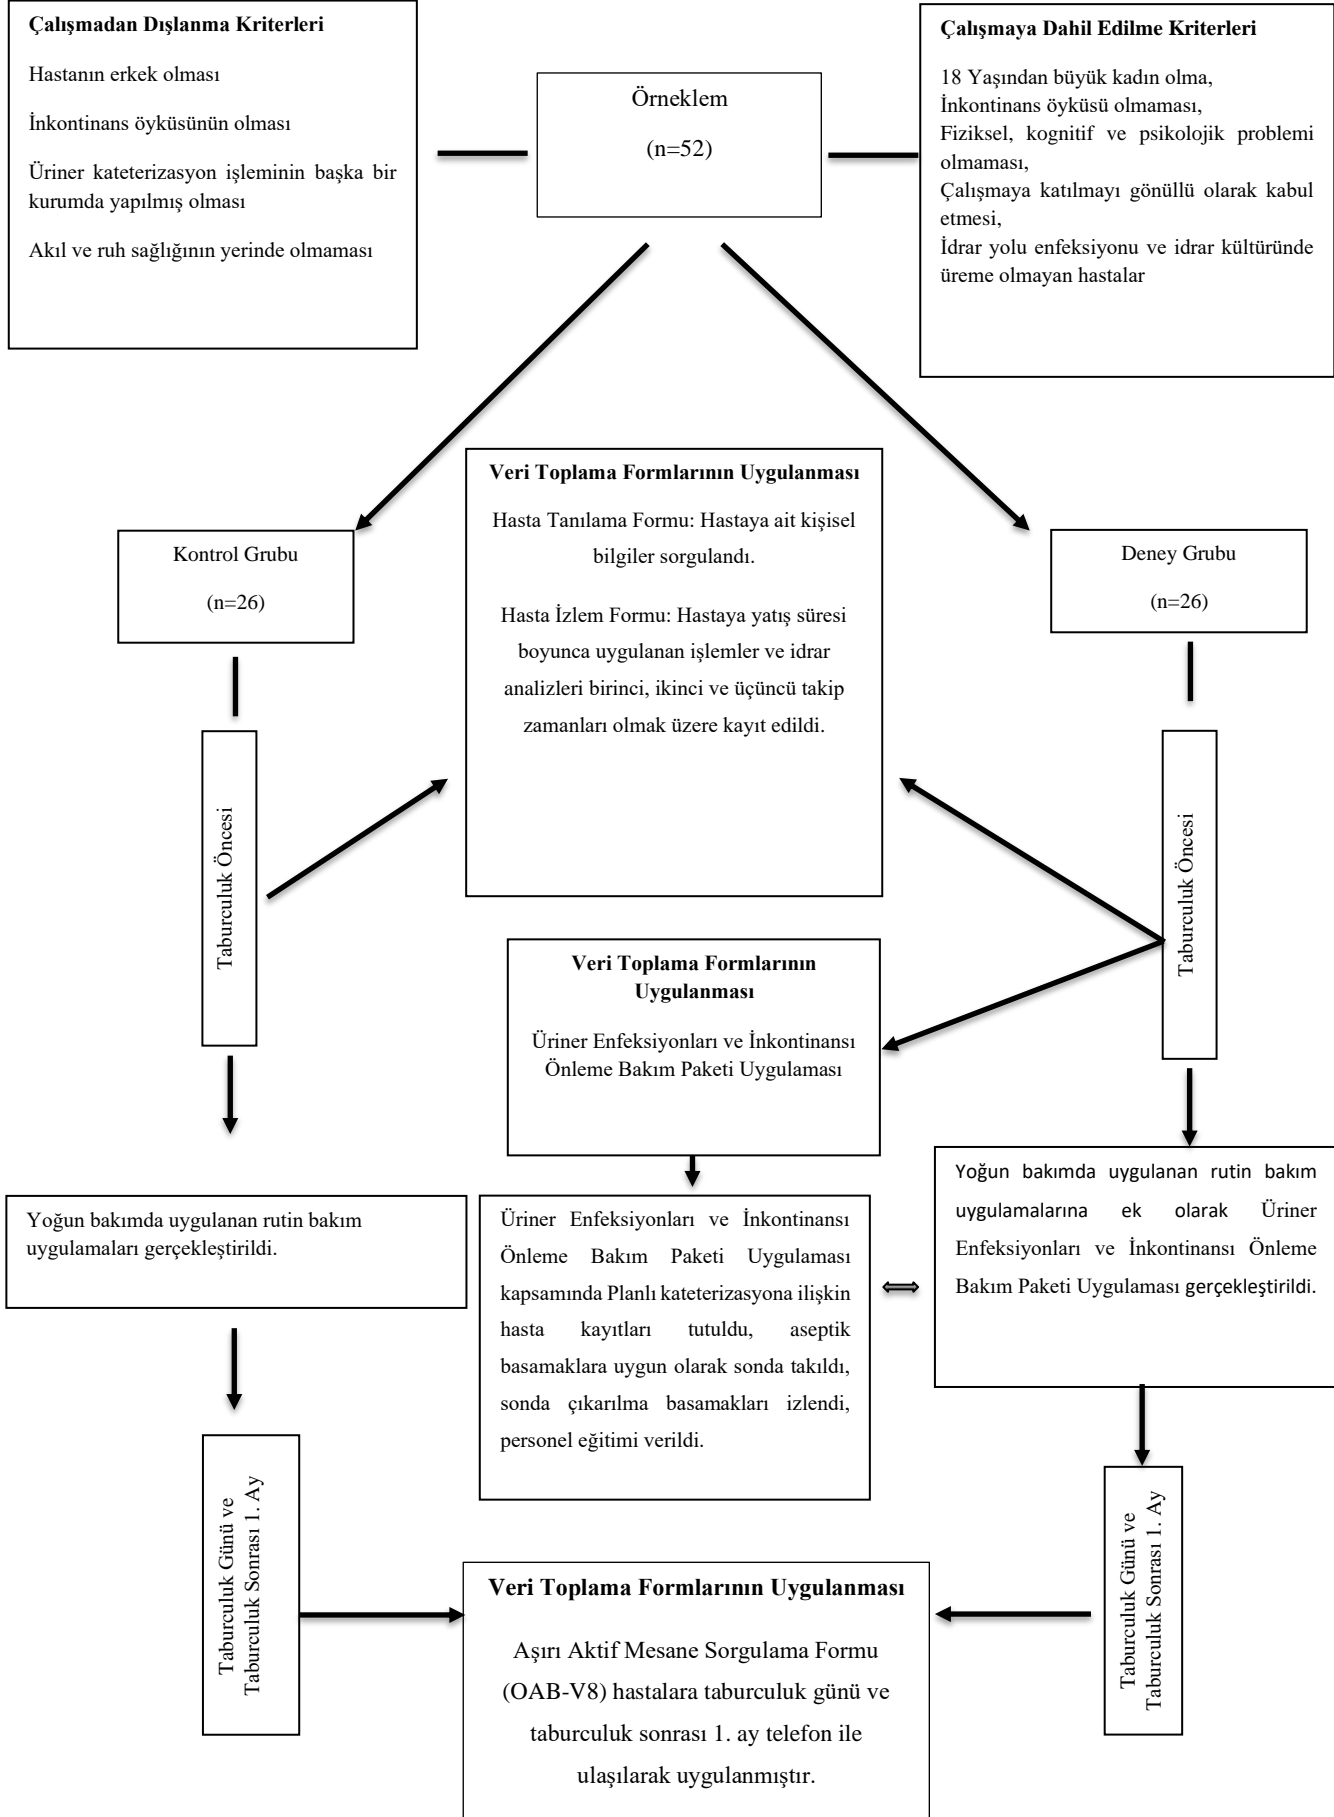 Çalışmadan Dışlanma Kriterleri
Hastanın erkek olması
İnkontinans öyküsünün olması
Üriner kateterizasyon işleminin başka bir
kurumda yapılmış olması
Akıl ve ruh sağlığının yerinde olmaması
Örneklem
(n=52)
Çalışmaya Dahil Edilme Kriterleri
18 Yaşından büyük kadın olma,
İnkontinans öyküsü olmaması,
Fiziksel, kognitif ve psikolojik problemi
olmaması,
Çalışmaya katılmayı gönüllü olarak kabul
etmesi,
İdrar yolu enfeksiyonu ve idrar kültüründe
üreme olmayan hastalar
Veri Toplama Formlarının Uygulanması
Hasta Tanılama Formu: Hastaya ait kişisel
bilgiler sorgulandı.
Hasta İzlem Formu: Hastaya yatış süresi
boyunca uygulanan işlemler ve idrar
analizleri birinci, ikinci ve üçüncü takip
zamanları olmak üzere kayıt edildi.
Kontrol Grubu
(n=26)
Deney Grubu
(n=26)
Taburculuk Öncesi
Taburculuk Öncesi
Veri Toplama Formlarının
Uygulanması
Üriner Enfeksiyonları ve İnkontinansı
Önleme Bakım Paketi Uygulaması
Yoğun bakımda uygulanan rutin bakım
uygulamaları gerçekleştirildi.
Üriner Enfeksiyonları ve İnkontinansı
Önleme Bakım Paketi Uygulaması
kapsamında Planlı kateterizasyona ilişkin
hasta kayıtları tutuldu, aseptik
basamaklara uygun olarak sonda takıldı,
sonda çıkarılma basamakları izlendi,
personel eğitimi verildi.
Yoğun bakımda uygulanan rutin bakım
uygulamalarına ek olarak Üriner
Enfeksiyonları ve İnkontinansı Önleme
Bakım Paketi Uygulaması gerçekleştirildi.
Taburculuk Günü ve
Taburculuk Sonrası 1. Ay
Taburculuk Günü ve
Taburculuk Sonrası 1. Ay
Veri Toplama Formlarının Uygulanması
Aşırı Aktif Mesane Sorgulama Formu
(OAB-V8) hastalara taburculuk günü ve
taburculuk sonrası 1. ay telefon ile
ulaşılarak uygulanmıştır.